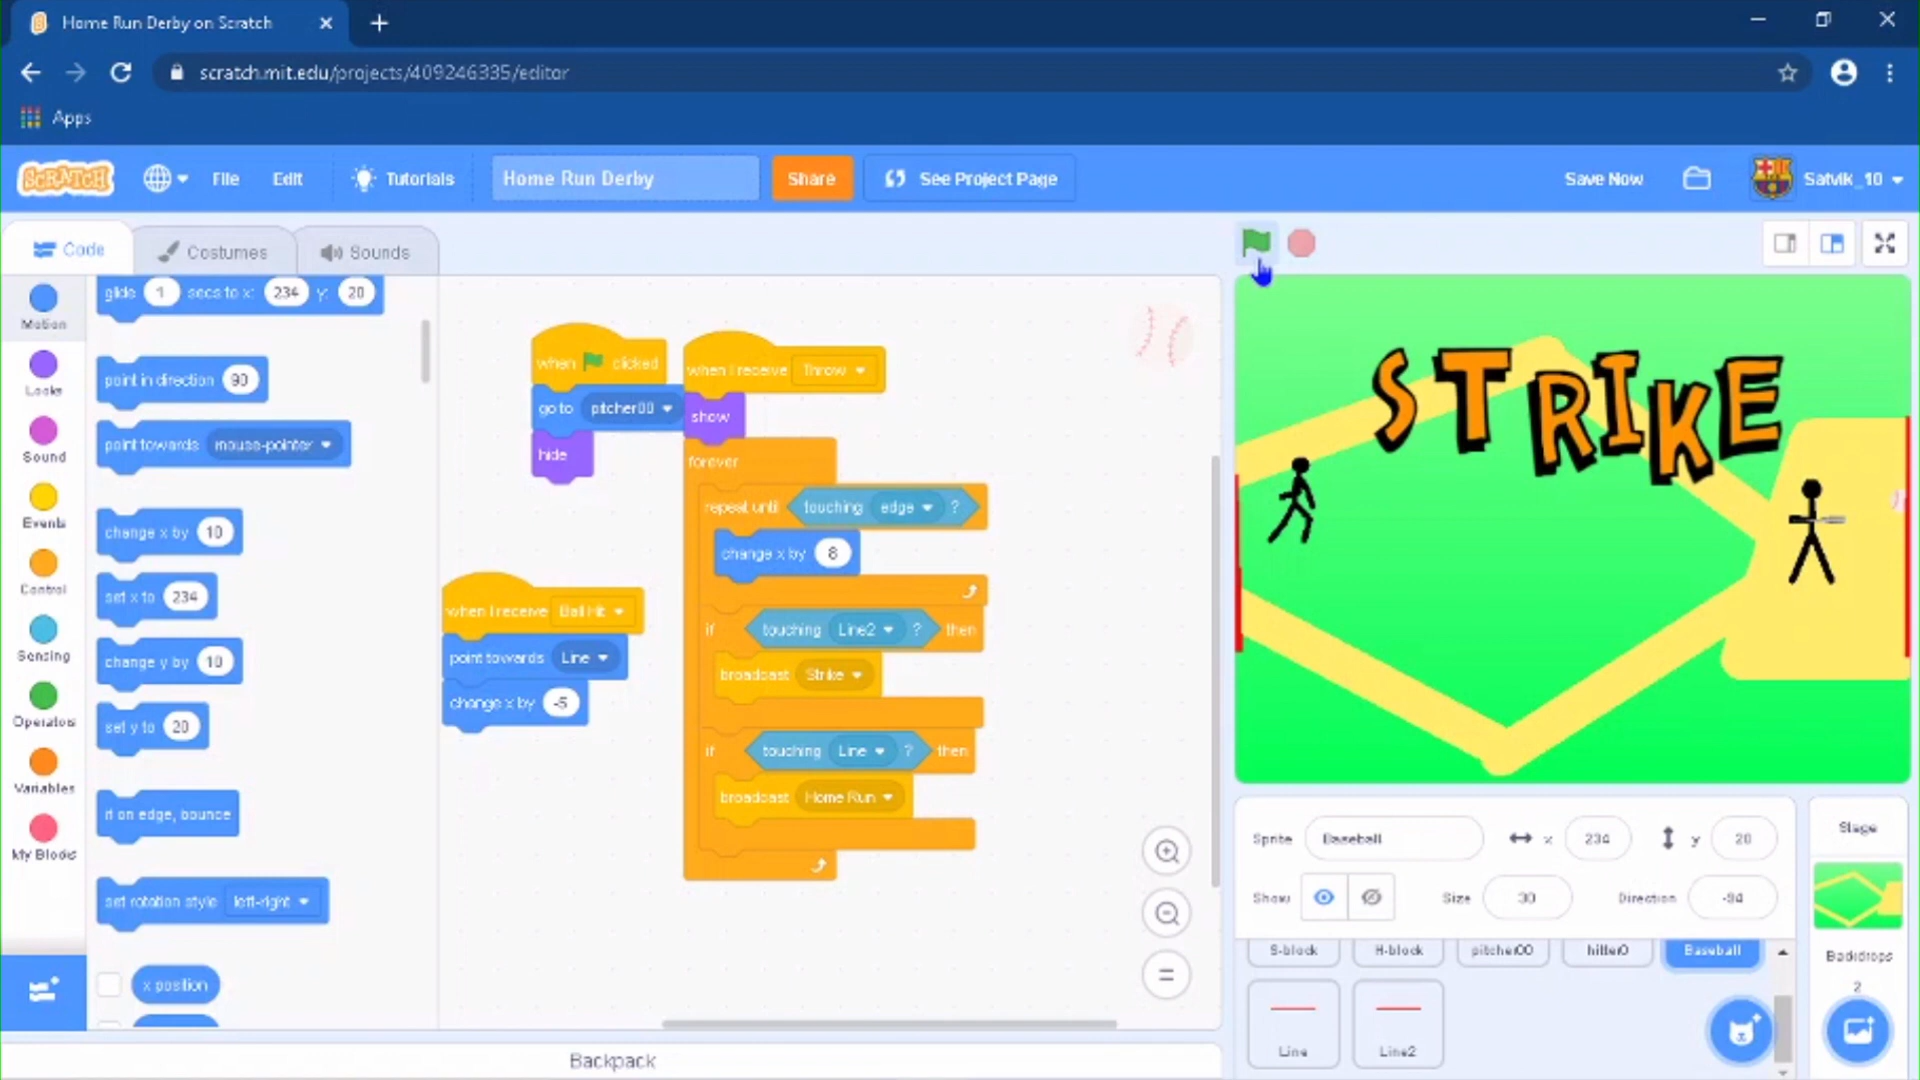 Home Run Derby on Scratch
scratch.mit.edu/projects/409246335/editor
Apps
SCRATCH
File
Edit
Tutorials
Home Run Derby
Share
See Project Page
Save Now
Satvik_10
Code
Costumes
Sounds
Motion
Looks
Sound
Events
Control
Sensing
Operators
Variables
My Blocks
glide 1 secs to x: 234 y: 20
point in direction 90
point towards mouse-pointer
change x by 10
set x to 234
change y by 10
set y to 20
if on edge, bounce
set rotation style left-right
x position
when clicked
go to pitcher00
hide
when I receive Ball Hit
point towards Line
change x by -5
when I receive Throw
show
forever
repeat until touching edge ?
change x by 8
if touching Line2 ? then
broadcast Strike
if touching Line ? then
broadcast Home Run
Backpack
STRIKE
Sprite Baseball x 234 y 20
Show Size 30 Direction -94
S-block
H-block
pitcher00
hitter0
Baseball
Line
Line2
Stage
Backdrops
2